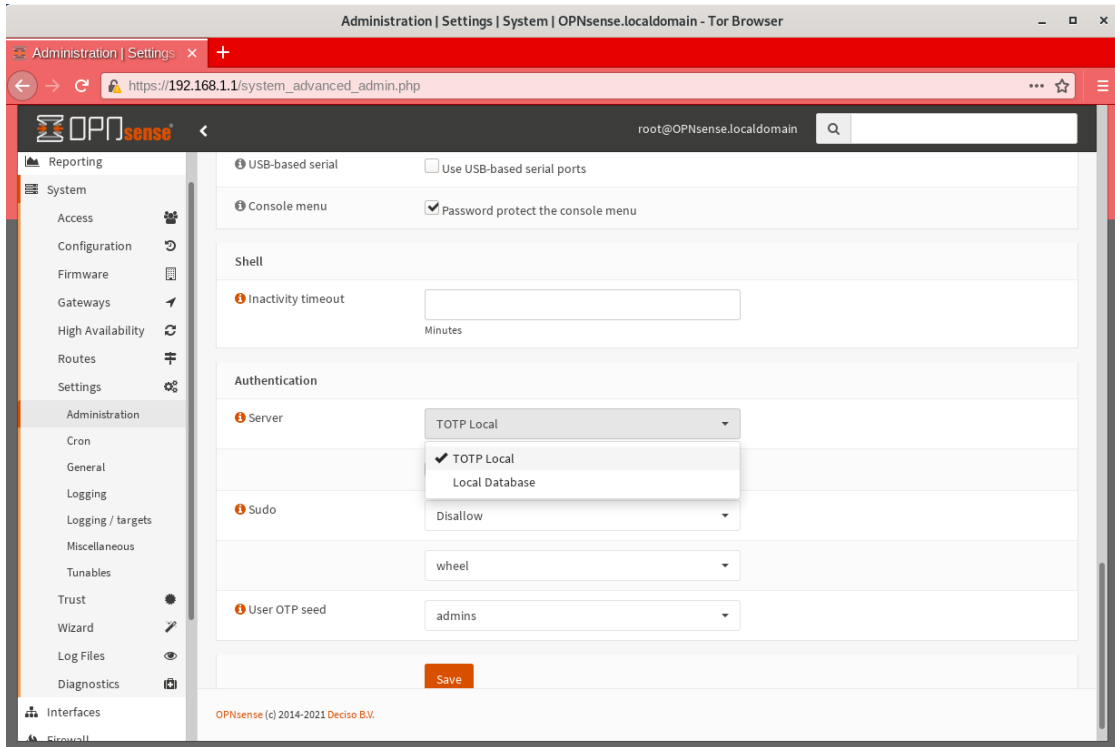 Administration | Settings | System | OPNsense.localdomain - Tor Browser
Administration | Settings
https://192.168.1.1/system_advanced_admin.php
OPNsense
root@OPNsense.localdomain
Reporting
System
Access
Configuration
Firmware
Gateways
High Availability
Routes
Settings
Administration
Cron
General
Logging
Logging / targets
Miscellaneous
Tunables
Trust
Wizard
Log Files
Diagnostics
Interfaces
Firewall
USB-based serial
Use USB-based serial ports
Console menu
Password protect the console menu
Shell
Inactivity timeout
Minutes
Authentication
Server
TOTP Local
TOTP Local
Local Database
Sudo
Disallow
wheel
User OTP seed
admins
Save
OPNsense (c) 2014-2021 Deciso B.V.